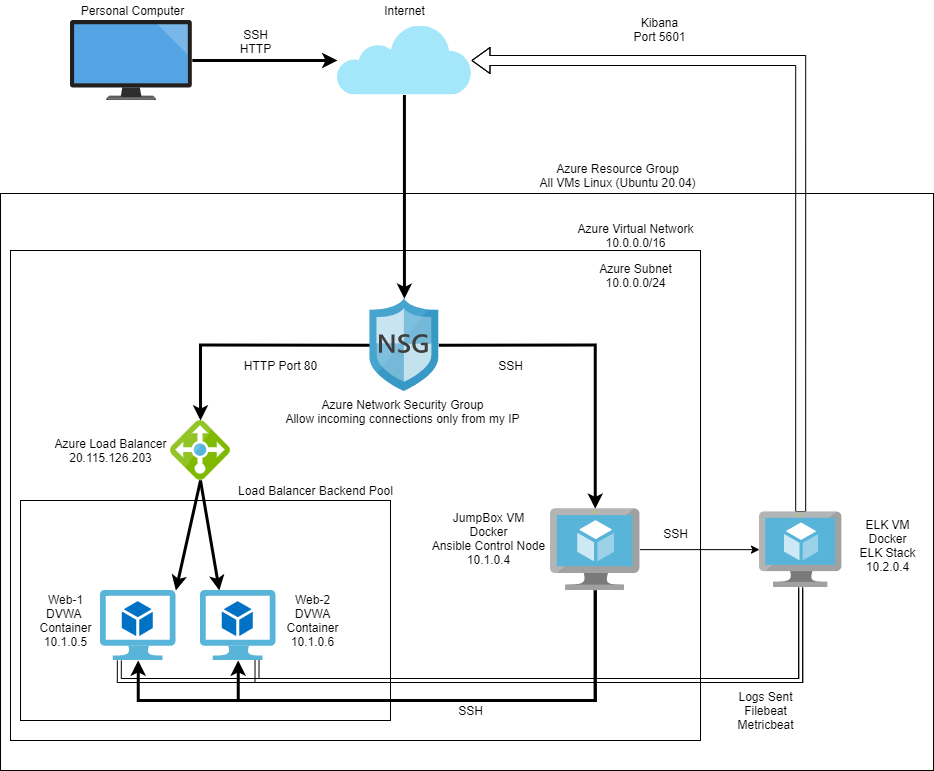 Personal Computer
Internet
Kibana
Port 5601
SSH
HTTP
Azure Resource Group
All VMs Linux (Ubuntu 20.04)
Azure Virtual Network
10.0.0.0/16
Azure Subnet
10.0.0.0/24
NSG
HTTP Port 80
SSH
Azure Network Security Group
Allow incoming connections only from my IP
Azure Load Balancer
20.115.126.203
Load Balancer Backend Pool
JumpBox VM
Docker
Ansible Control Node
10.1.0.4
SSH
ELK VM
Docker
ELK Stack
10.2.0.4
Web-1
DVWA
Container
10.1.0.5
Web-2
DVWA
Container
10.1.0.6
SSH
Logs Sent
Filebeat
Metricbeat